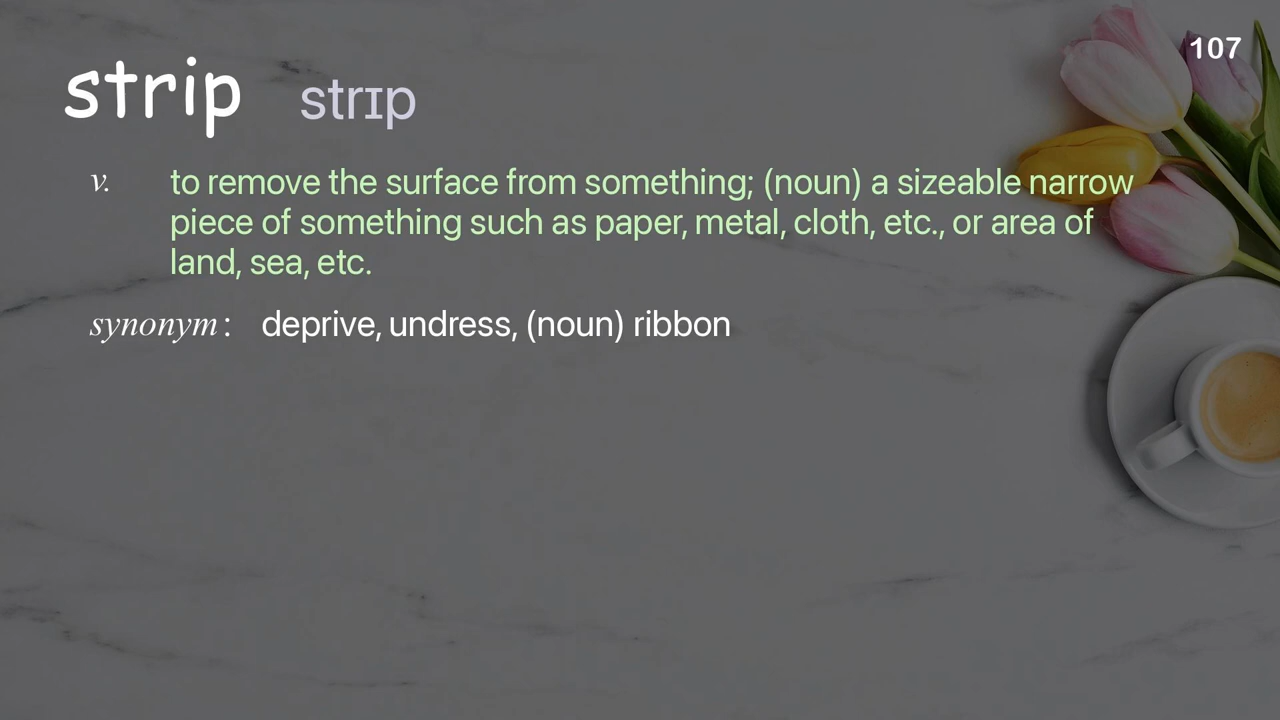 107
strip strɪp
v. to remove the surface from something; (noun) a sizeable narrow
piece of something such as paper, metal, cloth, etc., or area of
land, sea, etc.
synonym : deprive, undress, (noun) ribbon